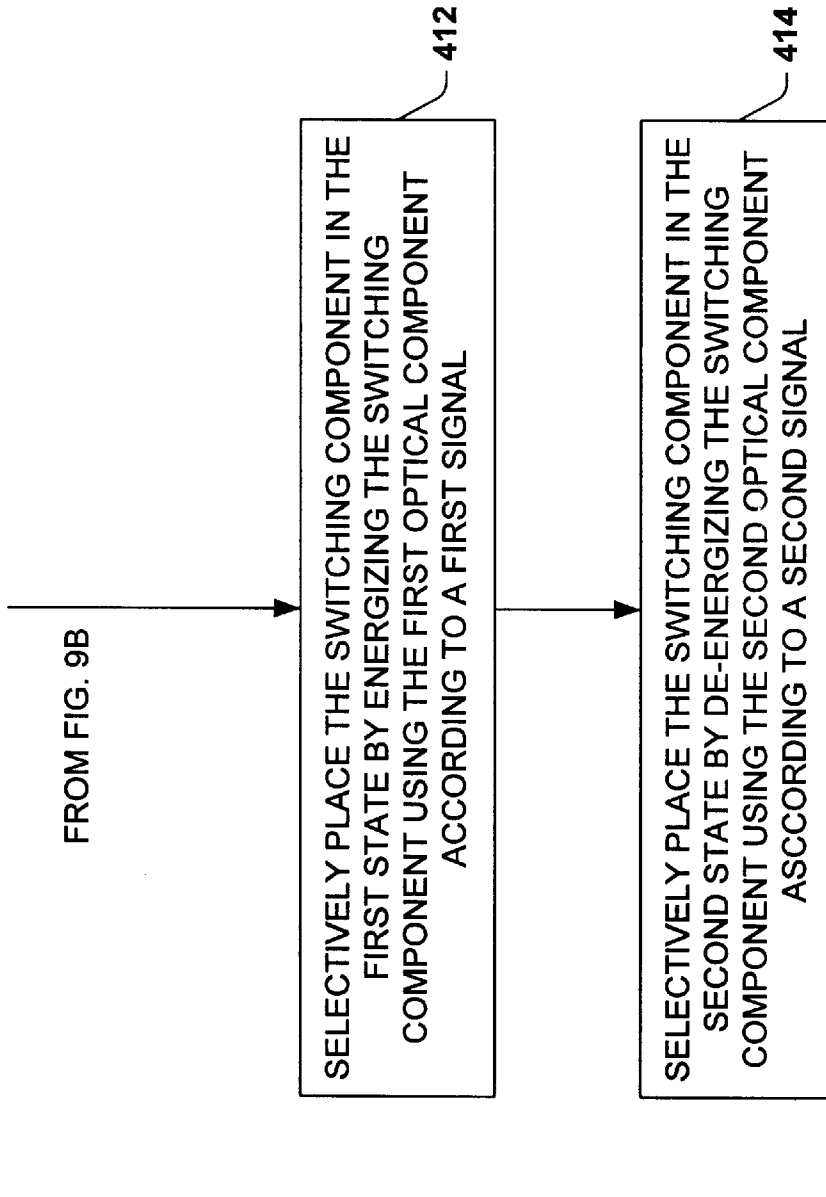 FROM FIG. 9B
SELECTIVELY PLACE THE SWITCHING COMPONENT IN THE
FIRST STATE BY ENERGIZING THE SWITCHING
COMPONENT USING THE FIRST OPTICAL COMPONENT
ACCORDING TO A FIRST SIGNAL
412
SELECTIVELY PLACE THE SWITCHING COMPONENT IN THE
SECOND STATE BY DE-ENERGIZING THE SWITCHING
COMPONENT USING THE SECOND OPTICAL COMPONENT
ASCCORDING TO A SECOND SIGNAL
414